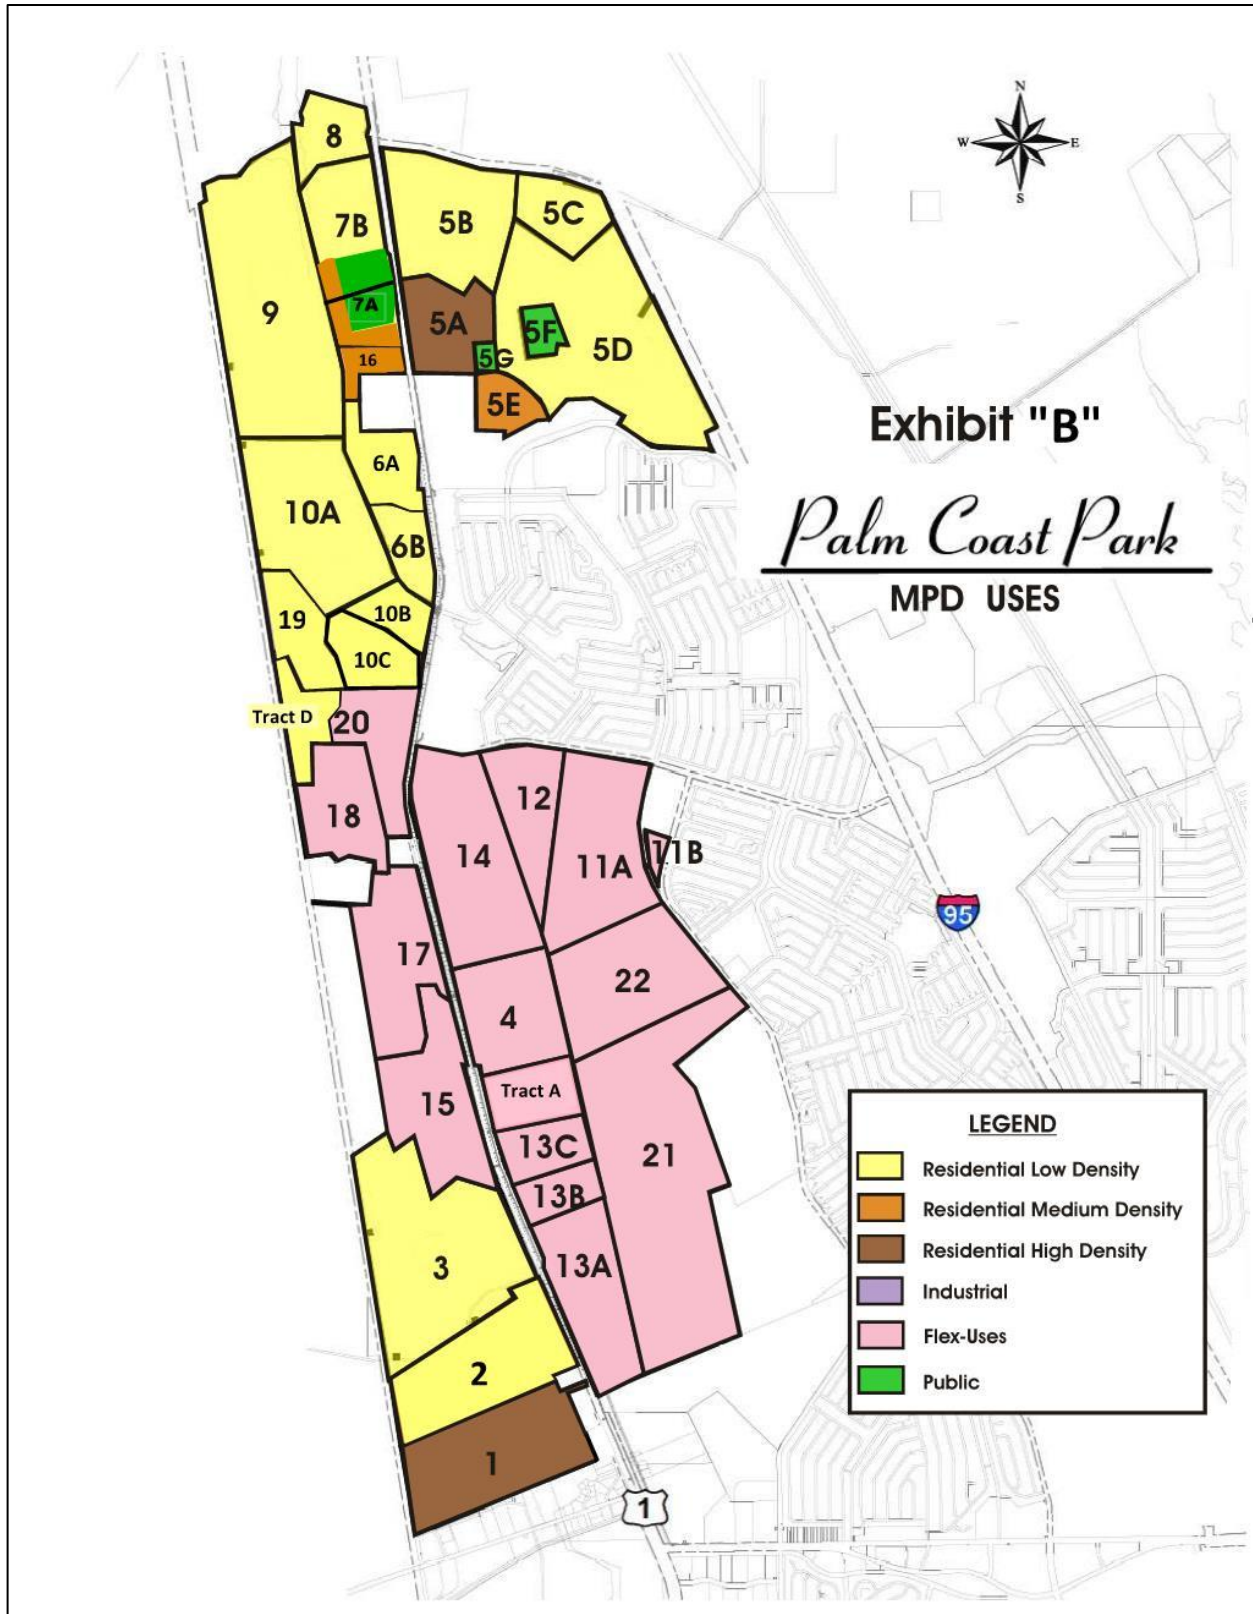 N
W E
S
8
7B
5B
5C
9
7A
5A
5F
5D
16
5G
5E
Exhibit "B"
6A
10A
Palm Coast Park
6B
MPD USES
19
10B
10C
Tract D
20
12
18
14
11A
11B
95
17
22
4
Tract A
15
13C
21
13B
3
13A
2
1
1
LEGEND
Residential Low Density
Residential Medium Density
Residential High Density
Industrial
Flex-Uses
Public